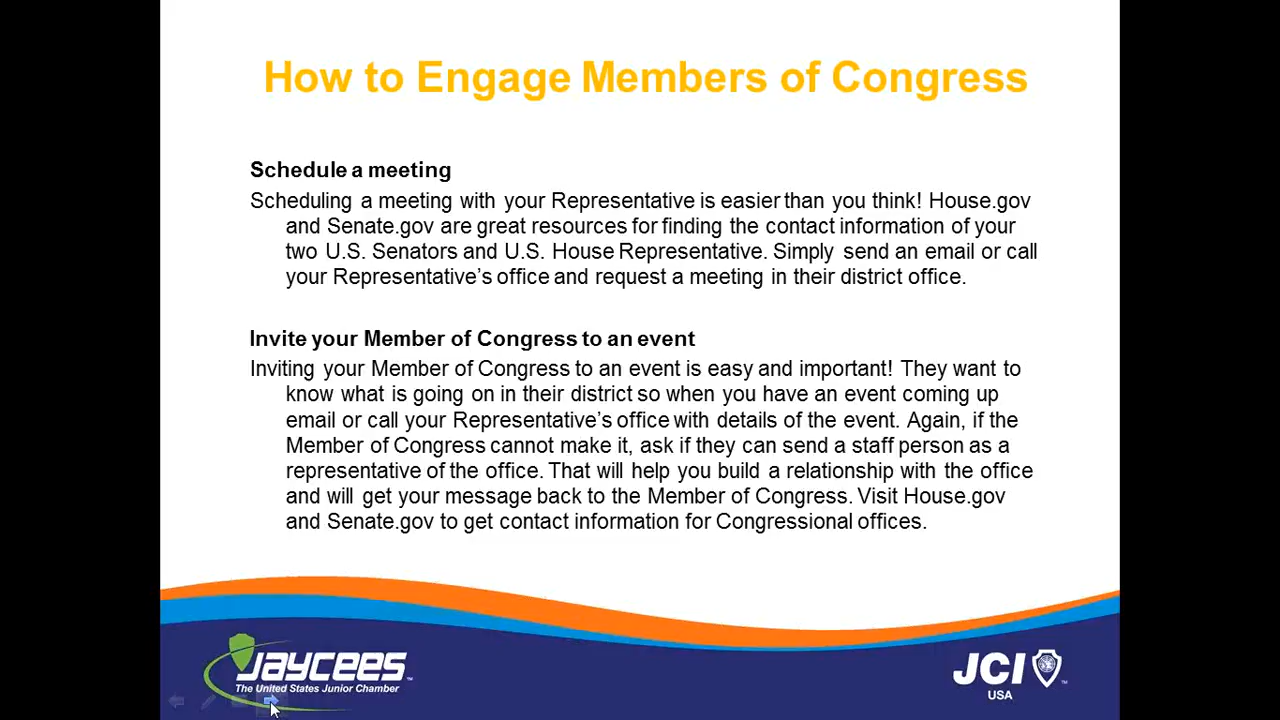 How to Engage Members of Congress
Schedule a meeting
Scheduling a meeting with your Representative is easier than you think! House.gov
and Senate.gov are great resources for finding the contact information of your
two U.S. Senators and U.S. House Representative. Simply send an email or call
your Representative's office and request a meeting in their district office.
Invite your Member of Congress to an event
Inviting your Member of Congress to an event is easy and important! They want to
know what is going on in their district so when you have an event coming up
email or call your Representative's office with details of the event. Again, if the
Member of Congress cannot make it, ask if they can send a staff person as a
representative of the office. That will help you build a relationship with the office
and will get your message back to the Member of Congress. Visit House.gov
and Senate.gov to get contact information for Congressional offices.
Jaycees ™
The United States Junior Chamber
JCI ™
USA